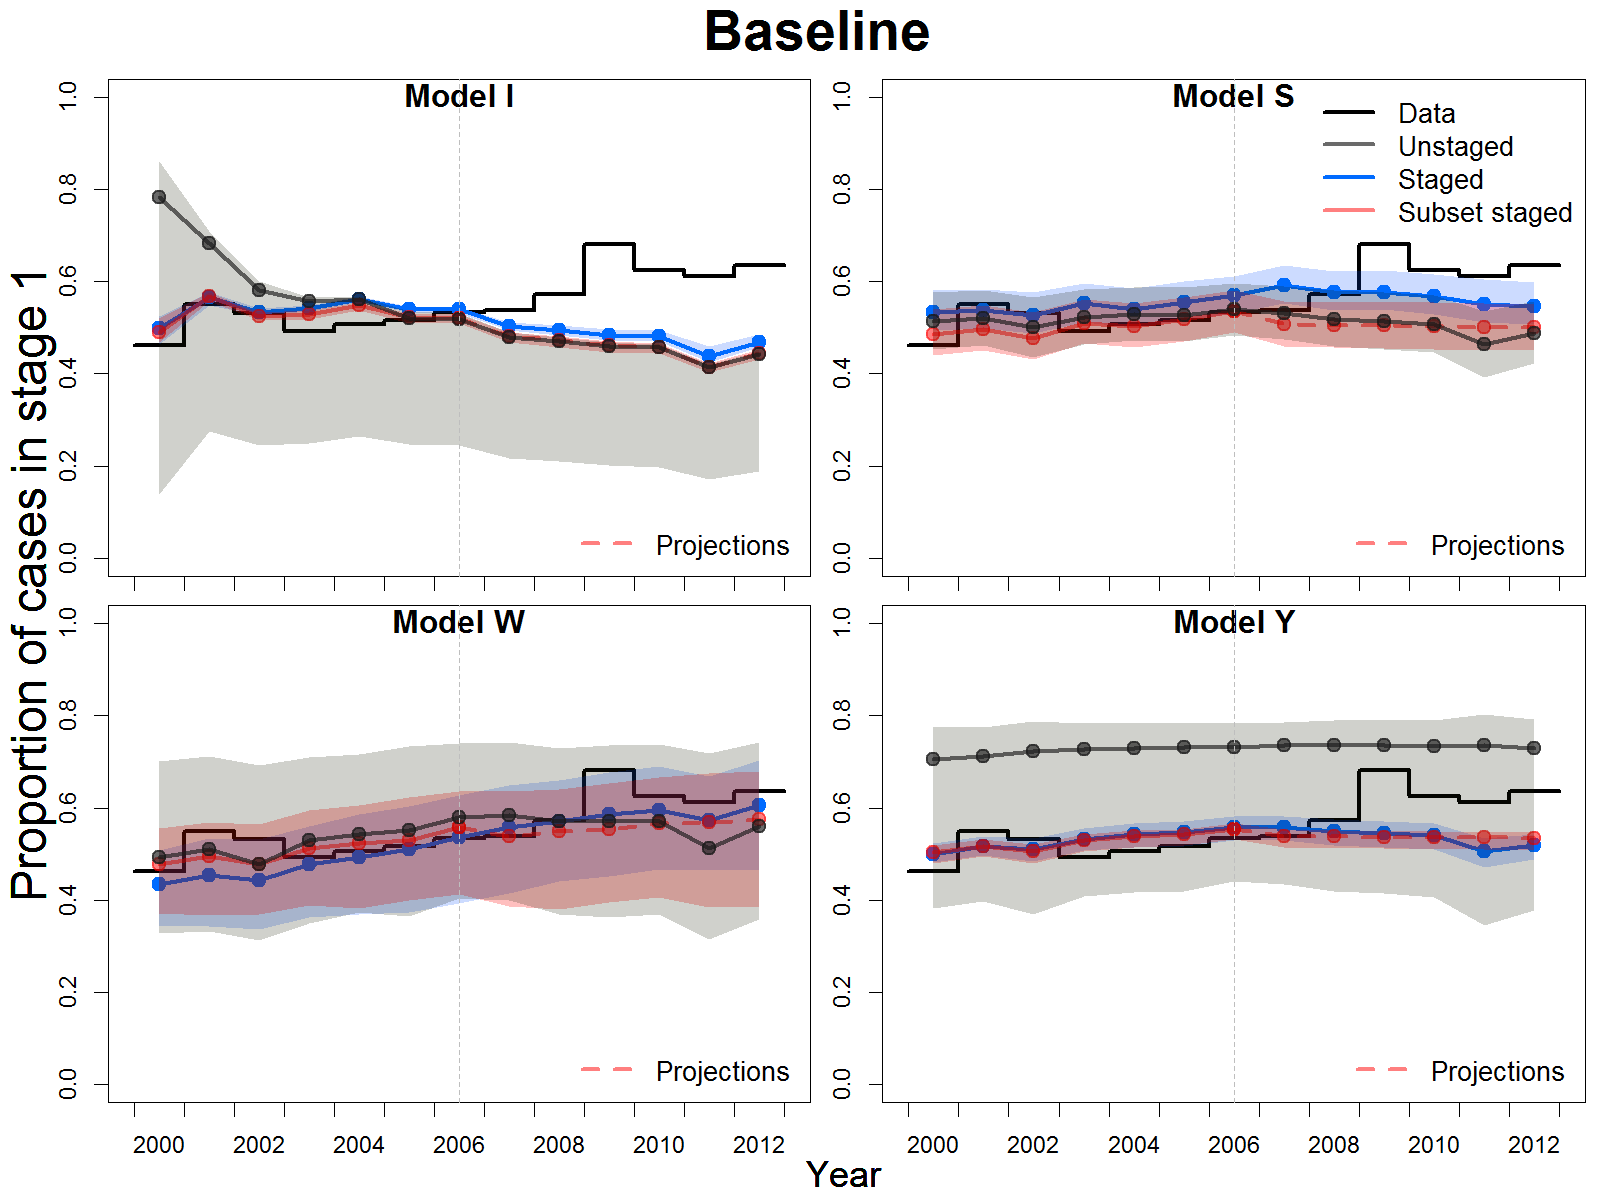 Baseline
Proportion of cases in stage 1
Model I
1.0
0.8
0.6
0.4
0.2
0.0
Projections
Model S
1.0
0.8
0.6
0.4
0.2
0.0
Data
Unstaged
Staged
Subset staged
Projections
Model W
1.0
0.8
0.6
0.4
0.2
0.0
Projections
2000 2002 2004 2006 2008 2010 2012
Model Y
1.0
0.8
0.6
0.4
0.2
0.0
Projections
2000 2002 2004 2006 2008 2010 2012
Year